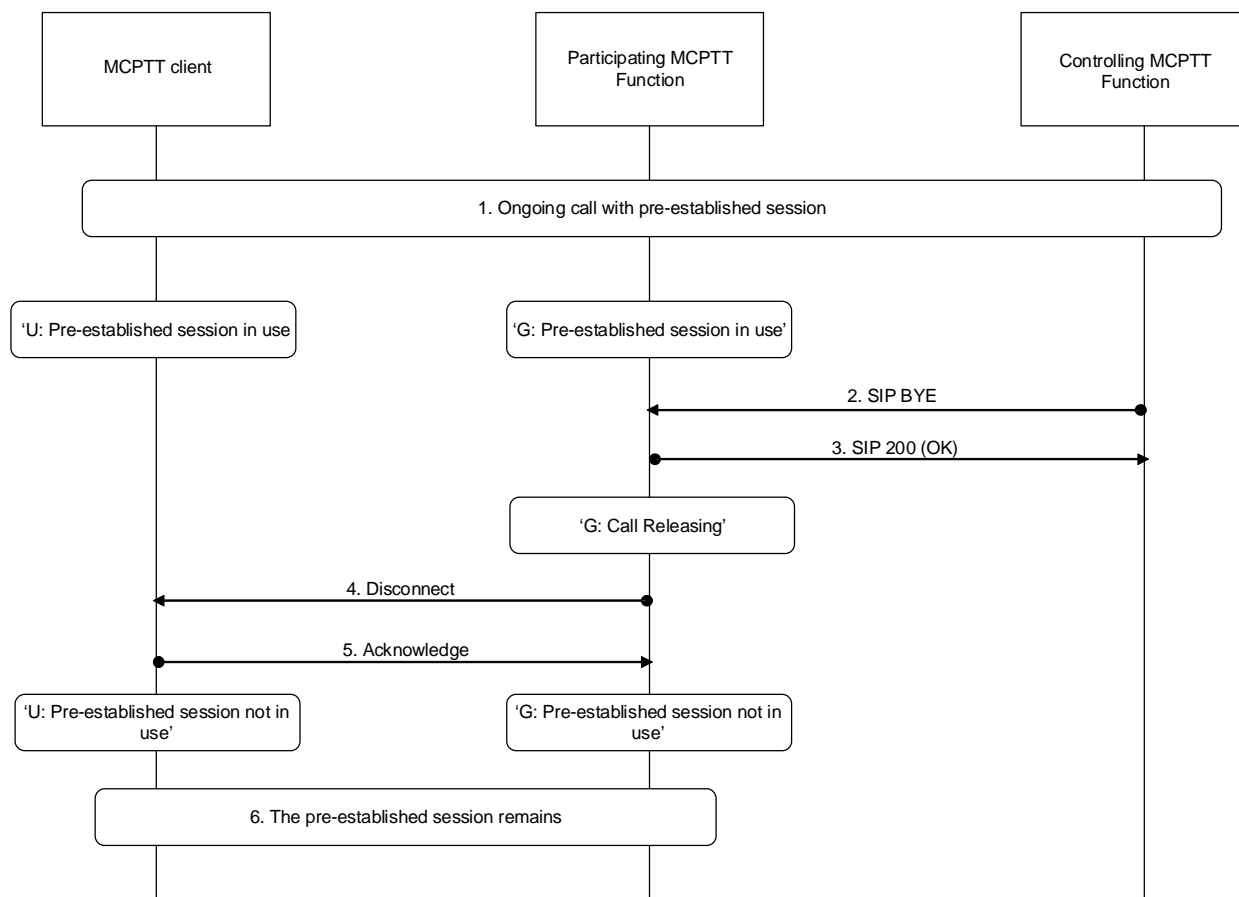 MCPTT client
Participating MCPTT
Function
Controlling MCPTT
Function
1. Ongoing call with pre-established session
‘U: Pre-established session in use
‘G: Pre-established session in use’
2. SIP BYE
3. SIP 200 (OK)
‘G: Call Releasing’
4. Disconnect
5. Acknowledge
‘U: Pre-established session not in
use’
‘G: Pre-established session not in
use’
6. The pre-established session remains